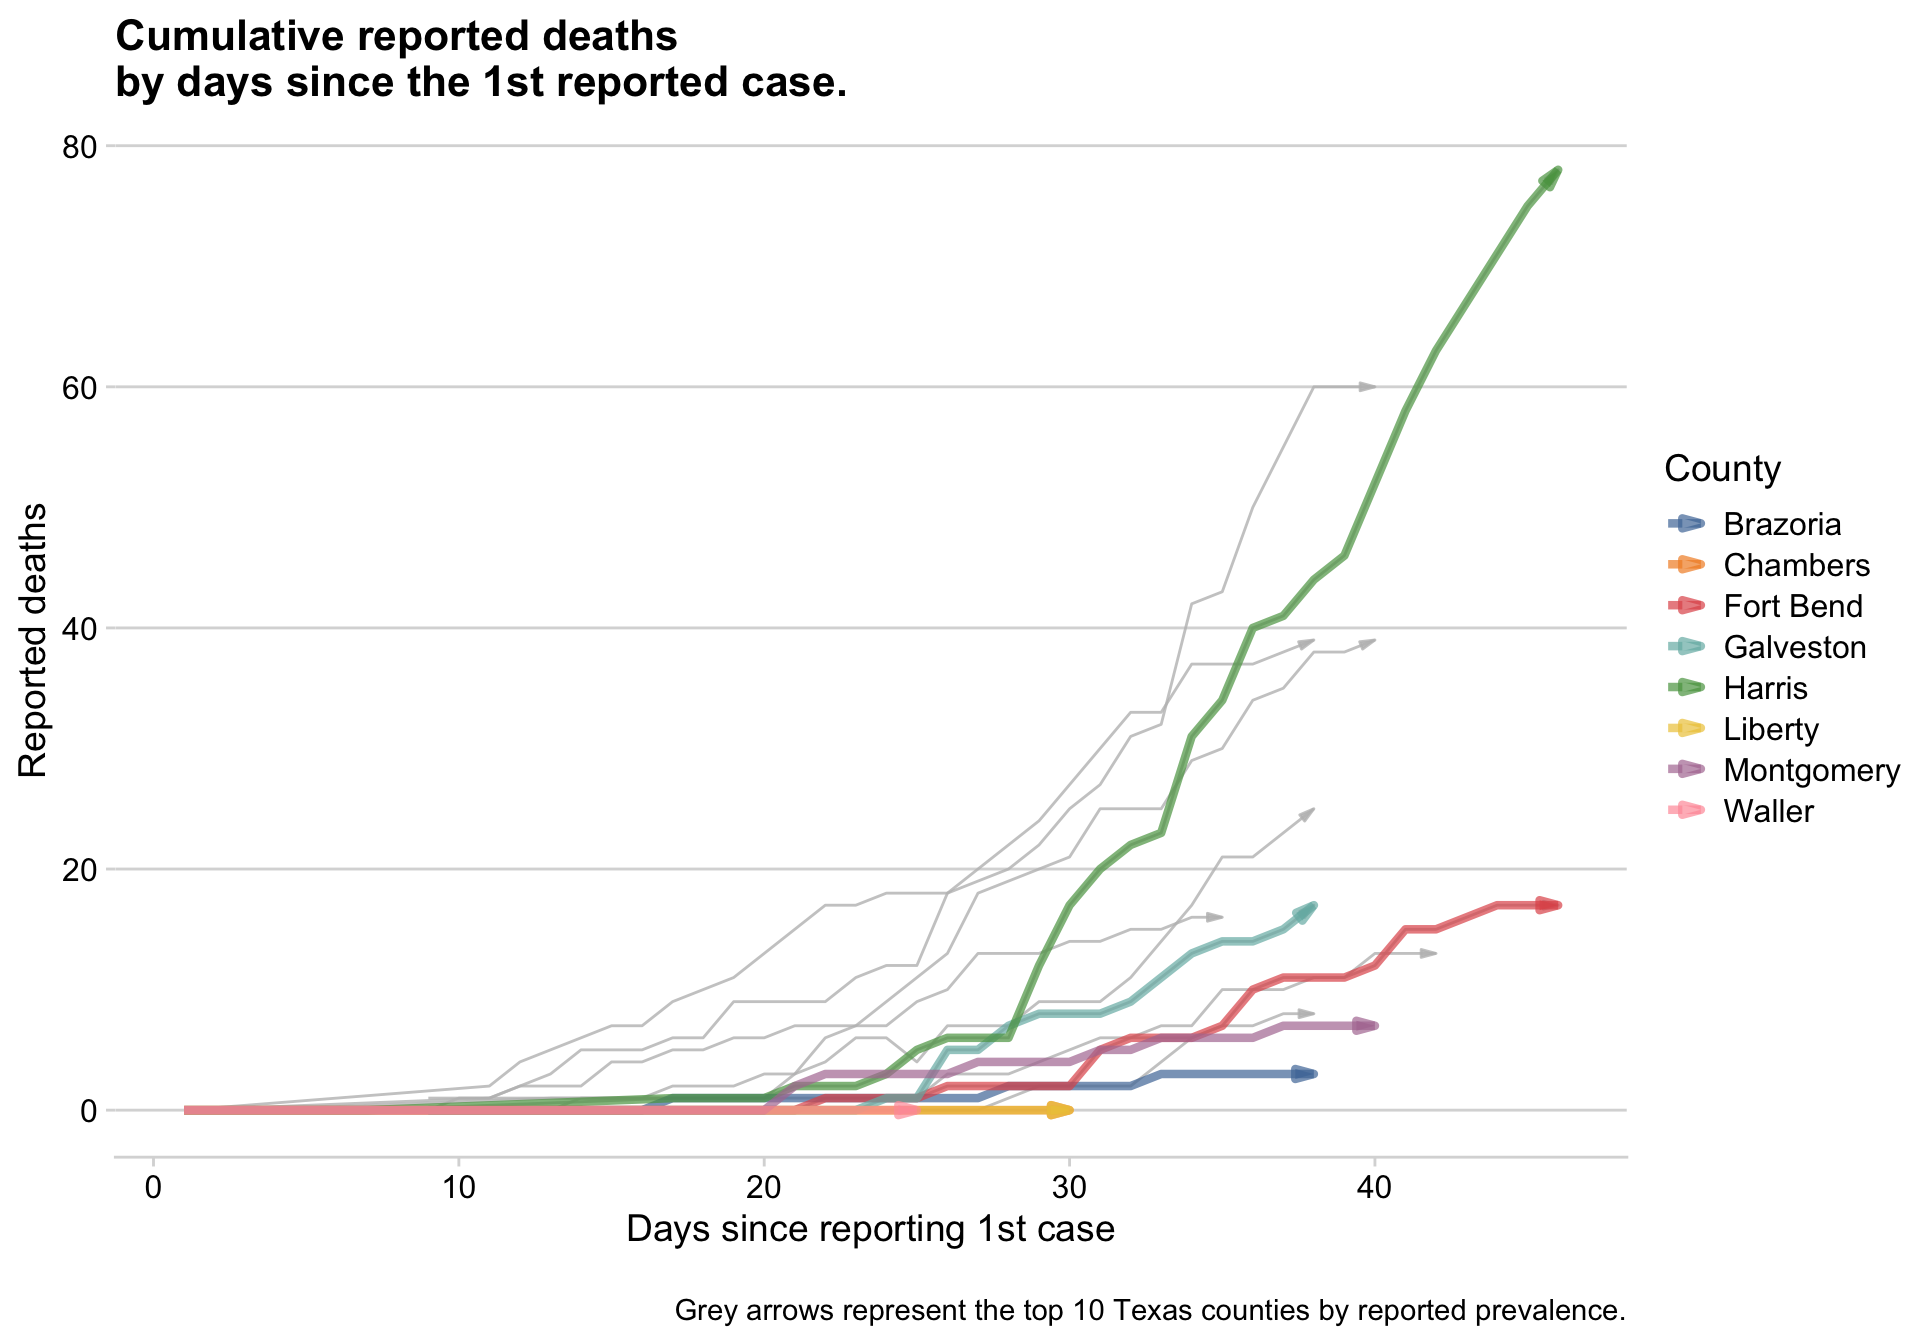 Cumulative reported deaths
by days since the 1st reported case.
80
60
40
20
0
Reported deaths
0 10 20 30 40
Days since reporting 1st case
County
Brazoria
Chambers
Fort Bend
Galveston
Harris
Liberty
Montgomery
Waller
Grey arrows represent the top 10 Texas counties by reported prevalence.